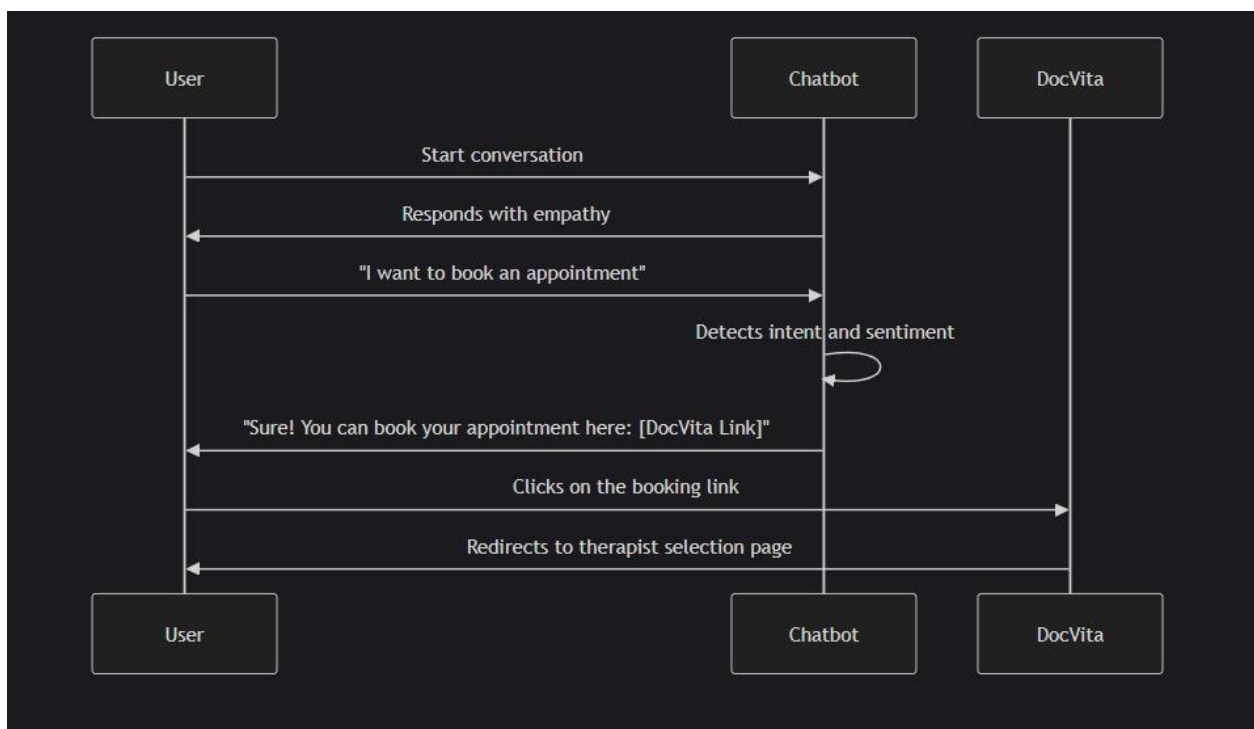 User
Chatbot
DocVita
Start conversation
Responds with empathy
"I want to book an appointment"
Detects intent and sentiment
"Sure! You can book your appointment here: [DocVita Link]"
Clicks on the booking link
Redirects to therapist selection page
User
Chatbot
DocVita